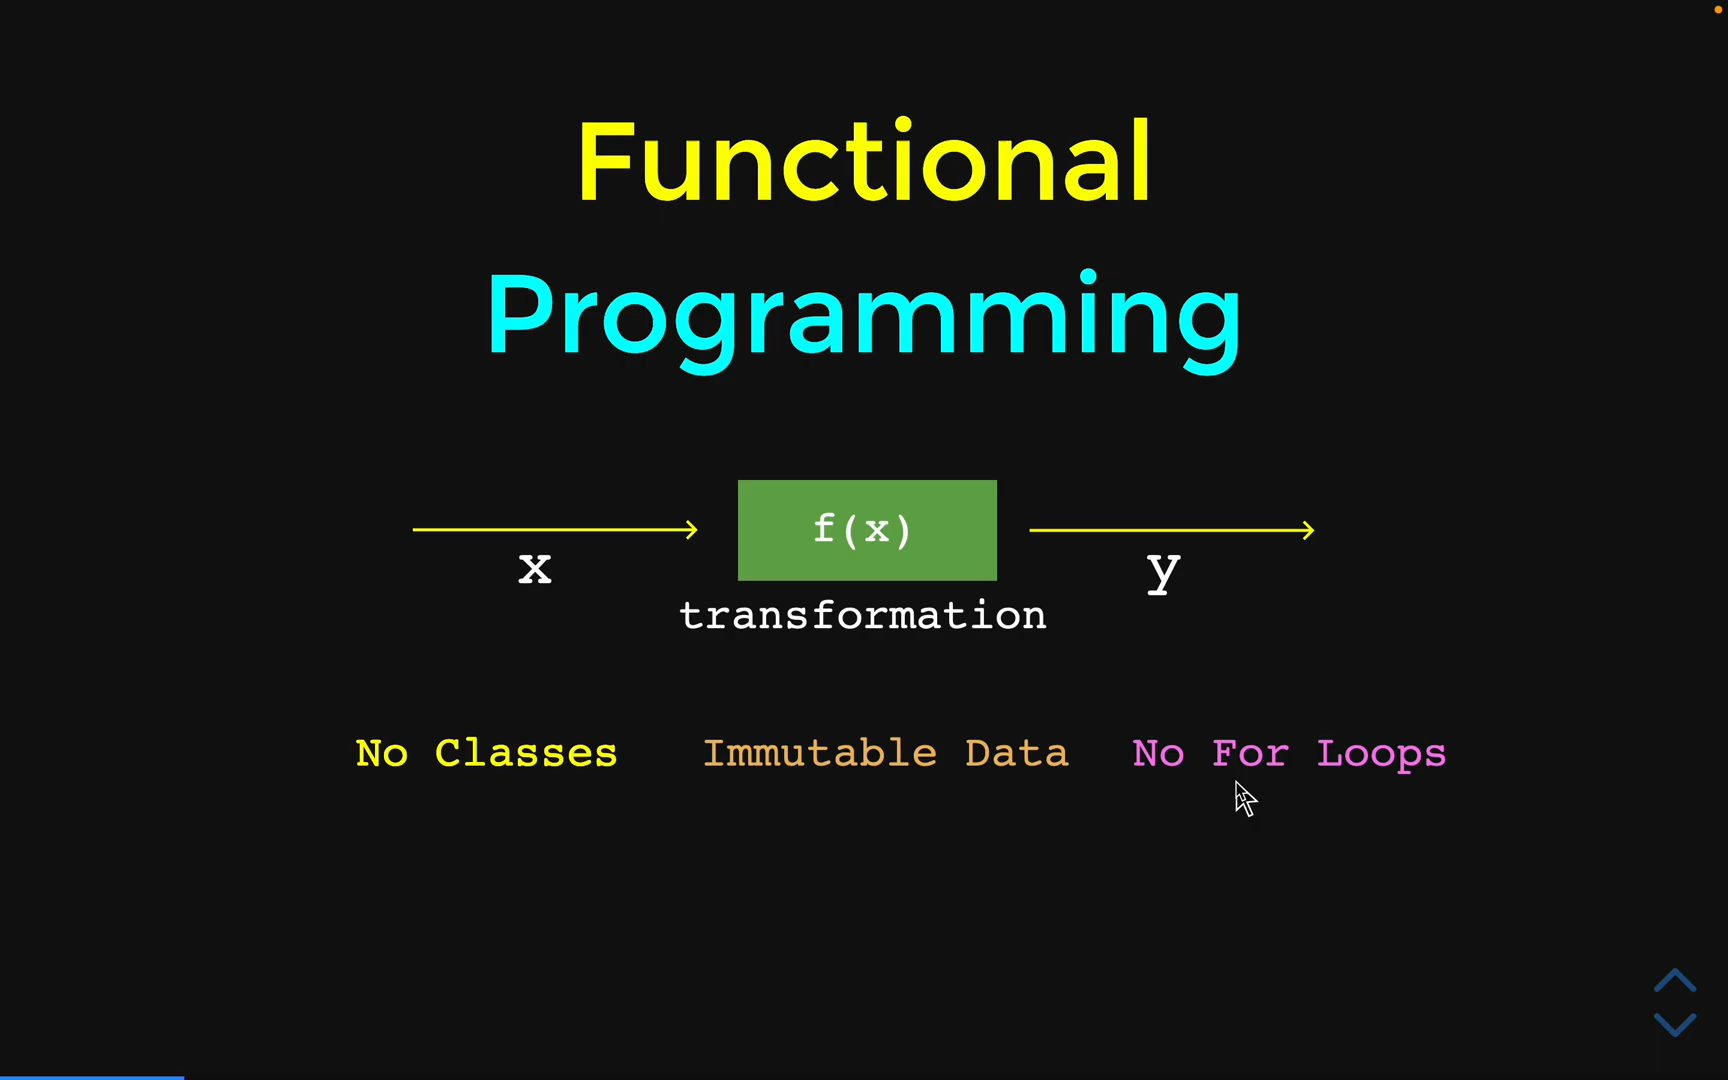 Functional
Programming
f(x)
x
y
transformation
No Classes Immutable Data No For Loops